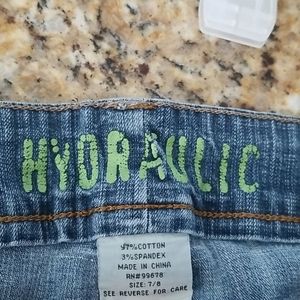 HYDRAULIC
97%COTTON
3%SPANDEX
MADE IN CHINA
RN#99678
SIZE: 7/8
SEE REVERSE FOR CARE